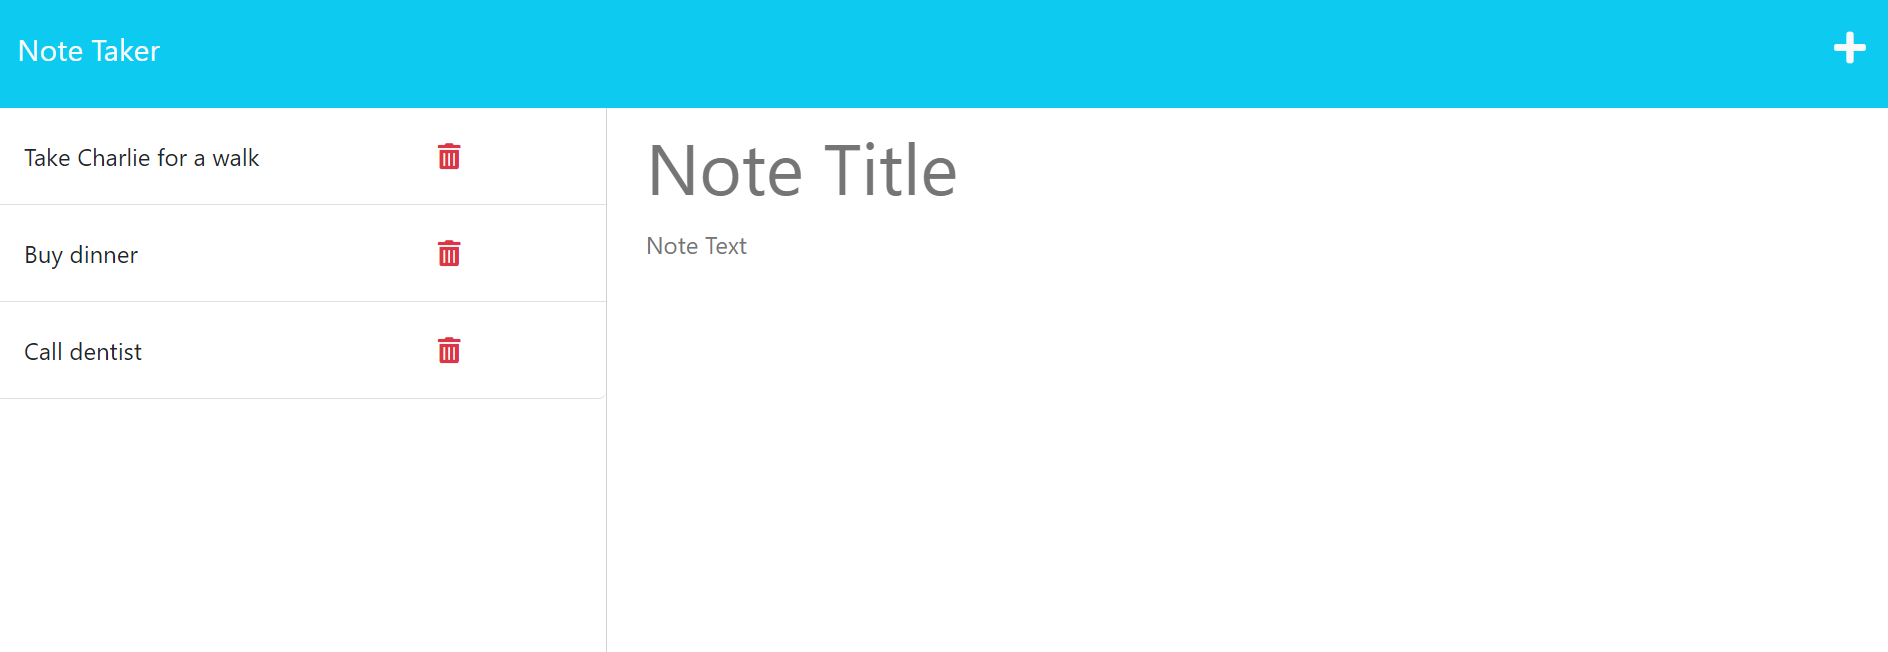 Note Taker
Take Charlie for a walk
Buy dinner
Call dentist
Note Title
Note Text